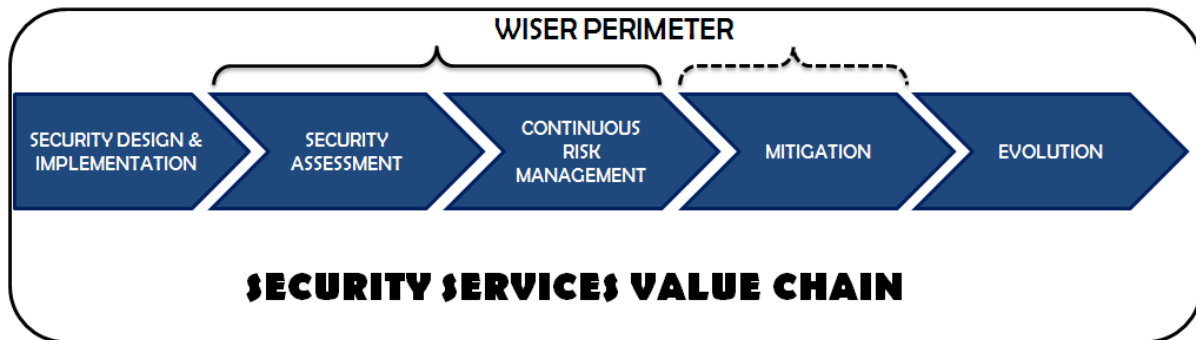 WISER PERIMETER
SECURITY DESIGN &
IMPLEMENTATION
SECURITY
ASSESSMENT
CONTINUOUS
RISK
MANAGEMENT
MITIGATION
EVOLUTION
SECURITY SERVICES VALUE CHAIN